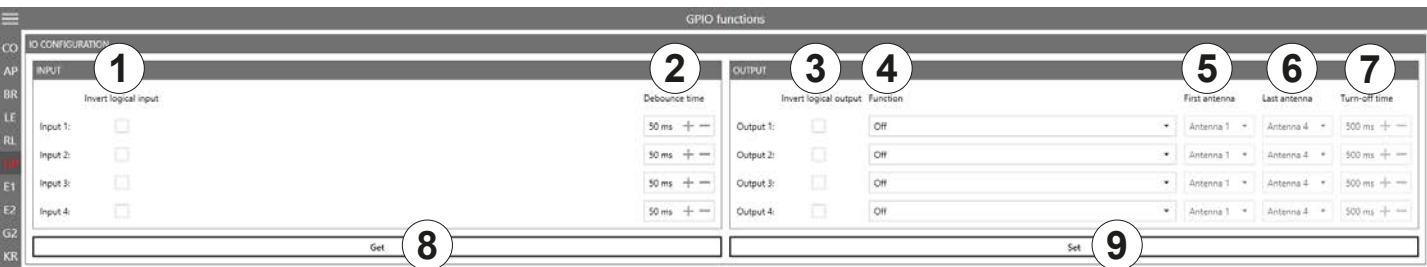 GPIO functions
CO
IO CONFIGURATION
AP
INPUT
1
2
OUTPUT
3
4
5
6
7
BR
Invert logical input
Debounce time
Invert logical output
Function
First antenna
Last antenna
Turn-off time
LE
Input 1:
50 ms
Output 1:
Off
Antenna 1
Antenna 4
500 ms
RL
Input 2:
50 ms
Output 2:
Off
Antenna 1
Antenna 4
500 ms
E1
Input 3:
50 ms
Output 3:
Off
Antenna 1
Antenna 4
500 ms
E2
Input 4:
50 ms
Output 4:
Off
Antenna 1
Antenna 4
500 ms
G2
KR
Get
8
Set
9